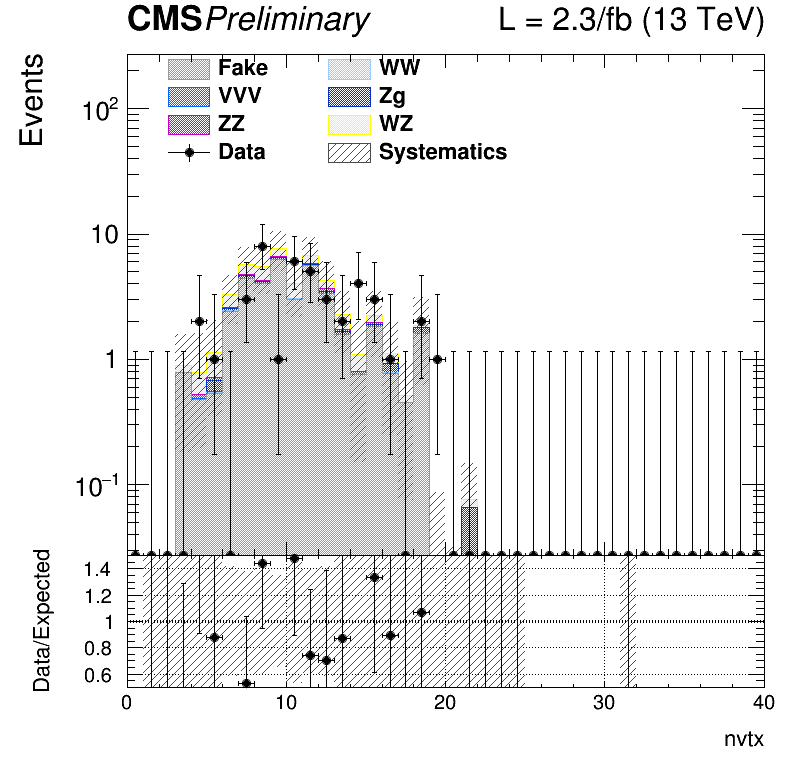 CMS Preliminary L = 2.3/fb (13 TeV)
Events
Fake WW
VVV Zg
ZZ WZ
Data Systematics
10²
10
1
10⁻¹
Data/Expected
1.4
1.2
1
0.8
0.6
0 10 20 30 40
nvtx